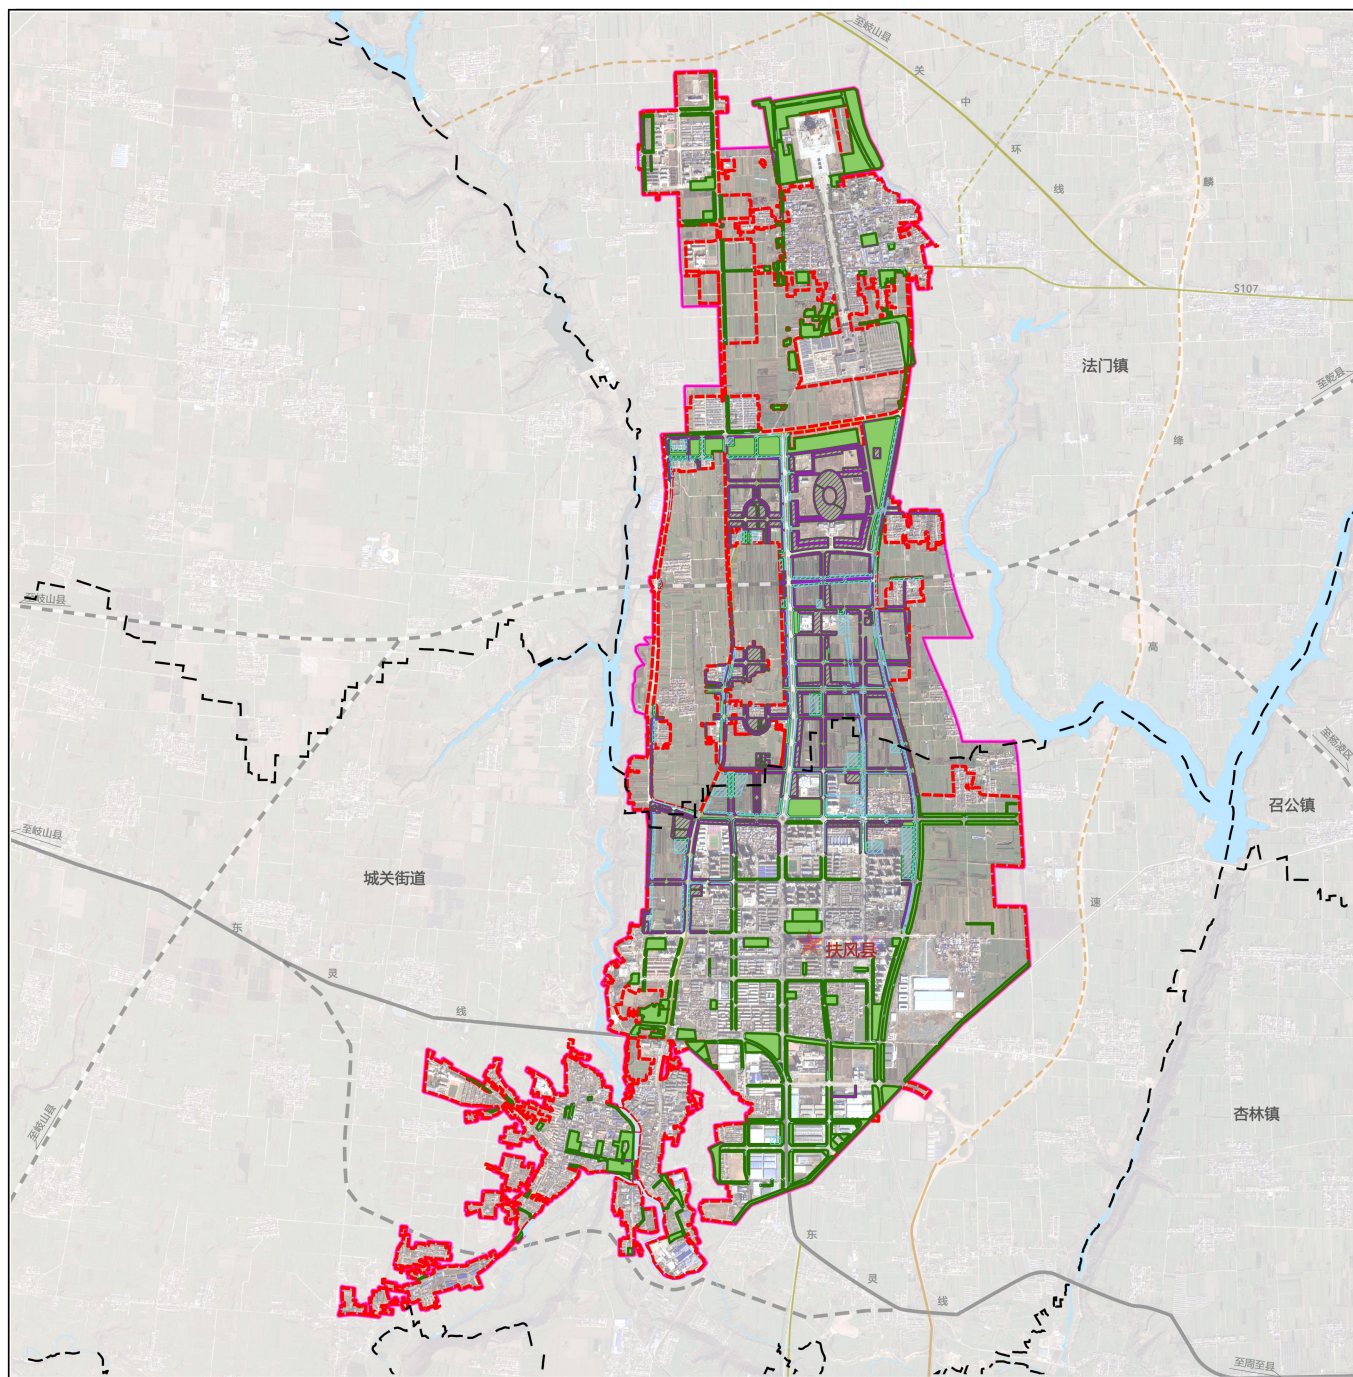 至岐山县
关
中
环
线
麟
S107
法门镇
至乾县
绛
至岐山县
高
至杨凌区
召公镇
至岐山县
城关街道
东
灵
线
速
扶风县
至岐山县
杏林镇
东
灵
线
至周至县